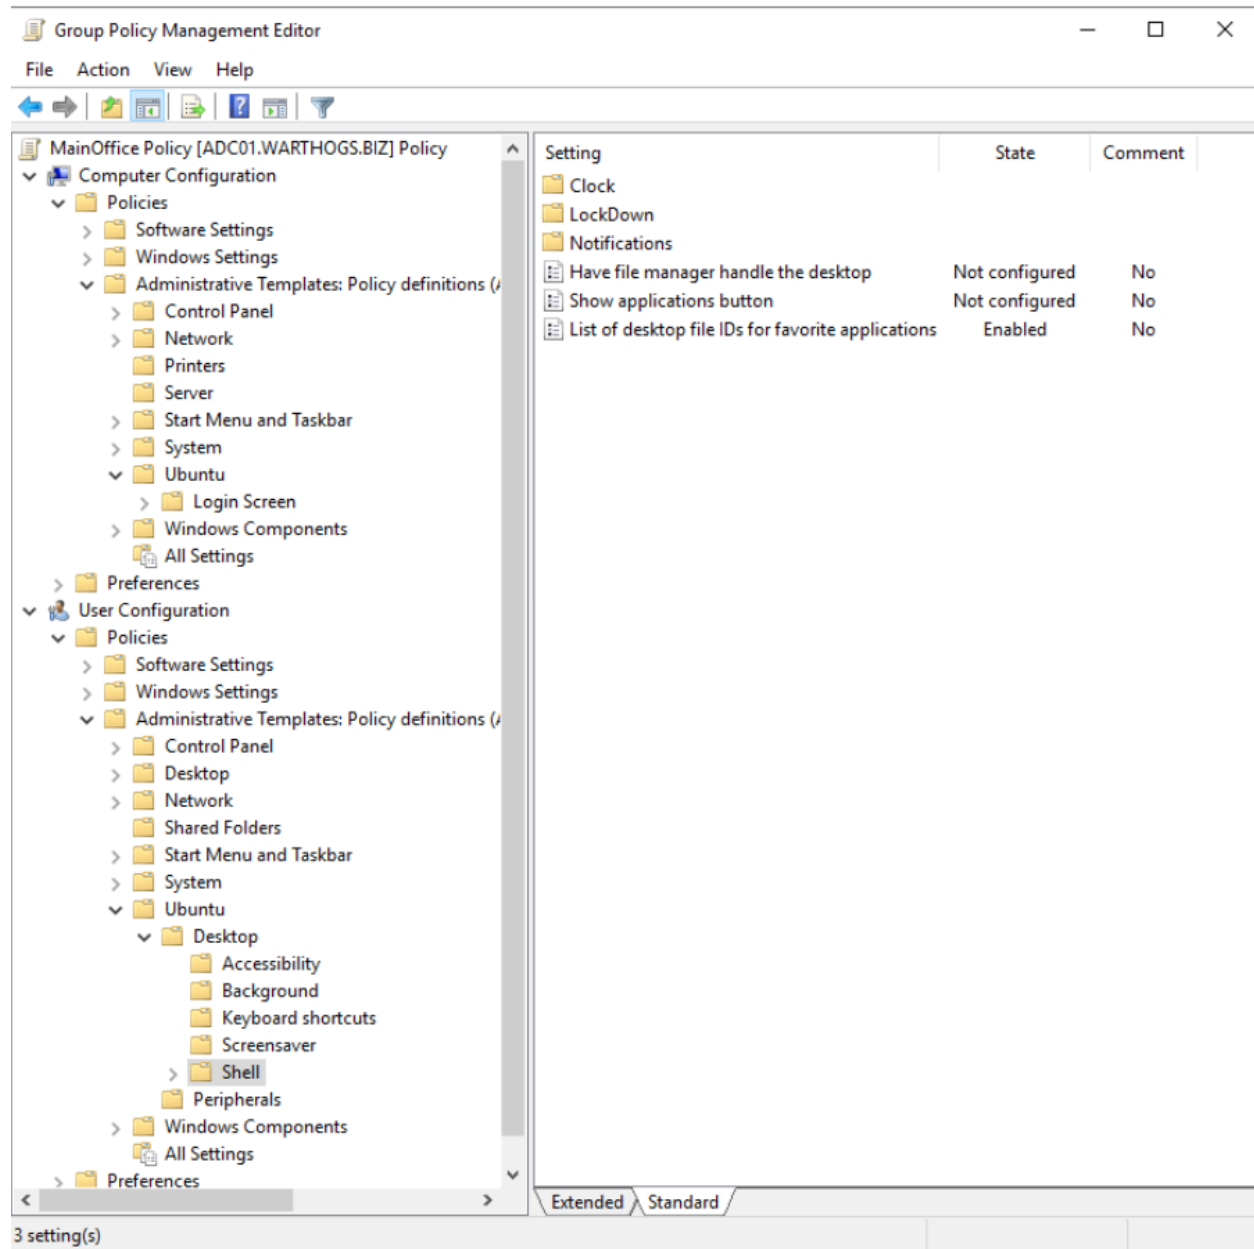 Group Policy Management Editor
File Action View Help
MainOffice Policy [ADC01.WARTHOGS.BIZ] Policy
Computer Configuration
Policies
Software Settings
Windows Settings
Administrative Templates: Policy definitions (
Control Panel
Network
Printers
Server
Start Menu and Taskbar
System
Ubuntu
Login Screen
Windows Components
All Settings
Preferences
User Configuration
Policies
Software Settings
Windows Settings
Administrative Templates: Policy definitions (
Control Panel
Desktop
Network
Shared Folders
Start Menu and Taskbar
System
Ubuntu
Desktop
Accessibility
Background
Keyboard shortcuts
Screensaver
Shell
Peripherals
Windows Components
All Settings
Preferences
Setting State Comment
Clock
LockDown
Notifications
Have file manager handle the desktop Not configured No
Show applications button Not configured No
List of desktop file IDs for favorite applications Enabled No
Extended Standard
3 setting(s)